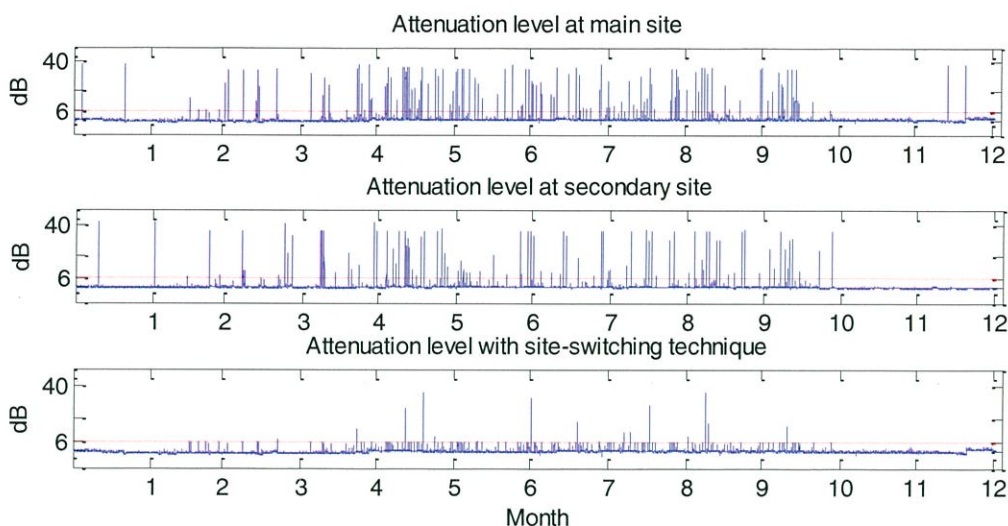 Attenuation level at main site
40
dB
6
1 2 3 4 5 6 7 8 9 10 11 12
Attenuation level at secondary site
40
dB
6
1 2 3 4 5 6 7 8 9 10 11 12
Attenuation level with site-switching technique
40
dB
6
1 2 3 4 5 6 7 8 9 10 11 12
Month